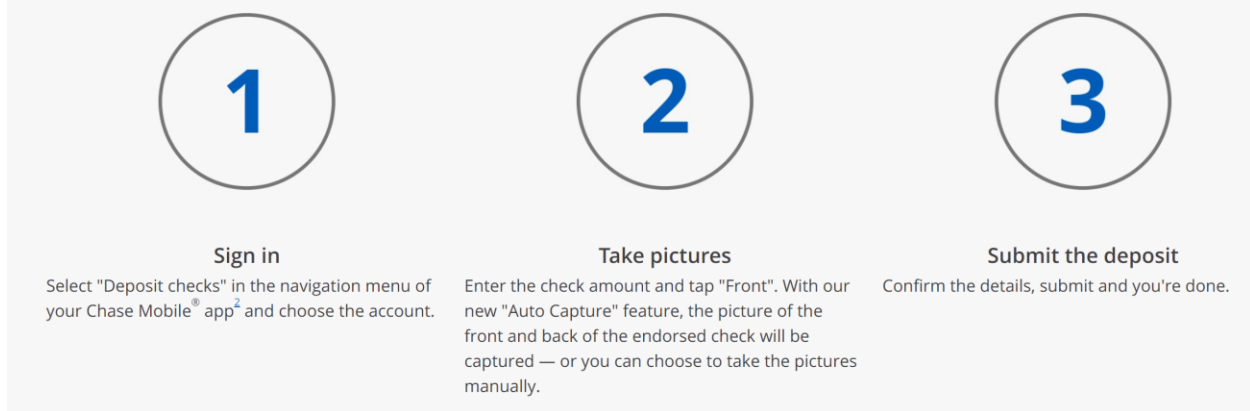 1
Sign in
Select "Deposit checks" in the navigation menu of
your Chase Mobile® app² and choose the account.
2
Take pictures
Enter the check amount and tap "Front". With our
new "Auto Capture" feature, the picture of the
front and back of the endorsed check will be
captured — or you can choose to take the pictures
manually.
3
Submit the deposit
Confirm the details, submit and you're done.